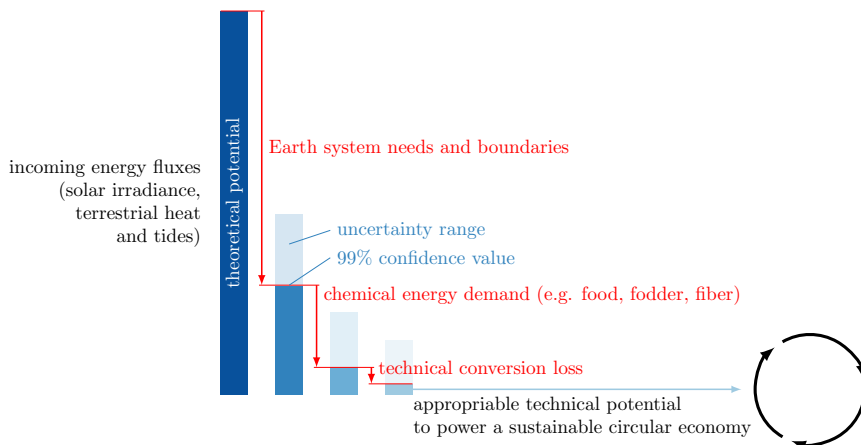 theoretical potential
incoming energy fluxes
(solar irradiance,
terrestrial heat
and tides)
Earth system needs and boundaries
uncertainty range
99% confidence value
chemical energy demand (e.g. food, fodder, fiber)
technical conversion loss
appropriable technical potential
to power a sustainable circular economy